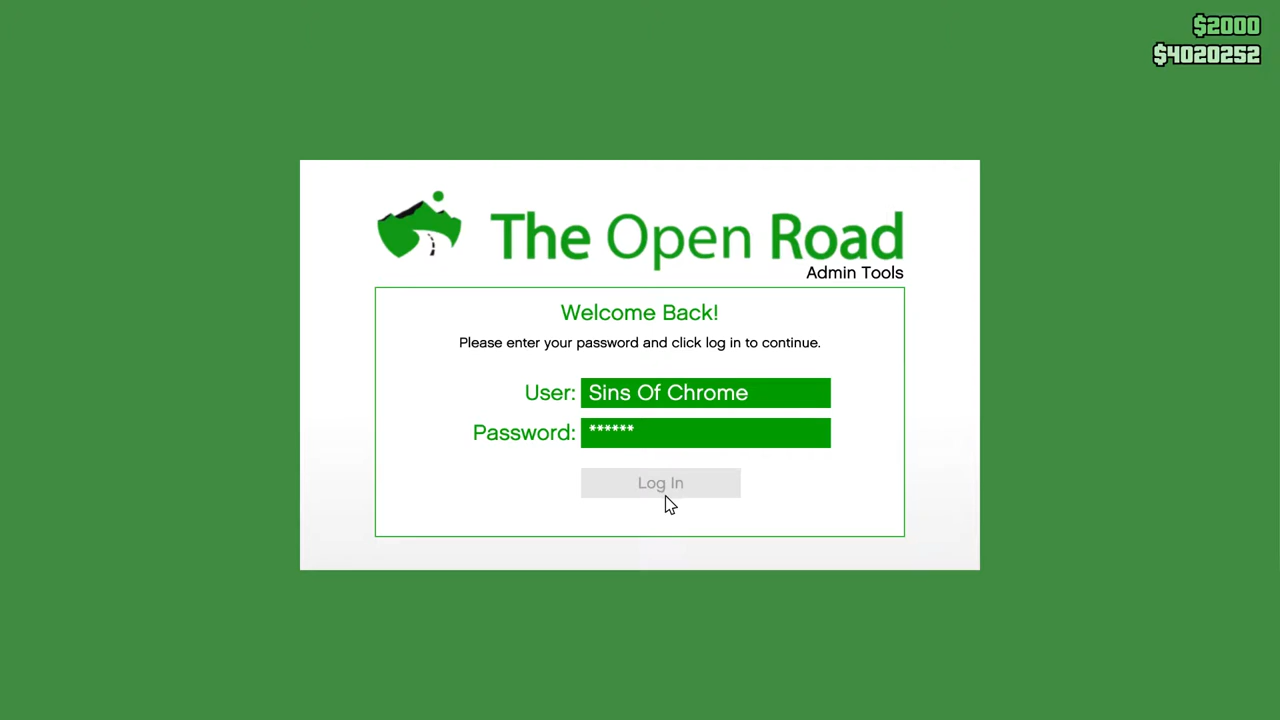 $2000
$4020252
The Open Road
Admin Tools
Welcome Back!
Please enter your password and click log in to continue.
User: Sins Of Chrome
Password: ******
Log In